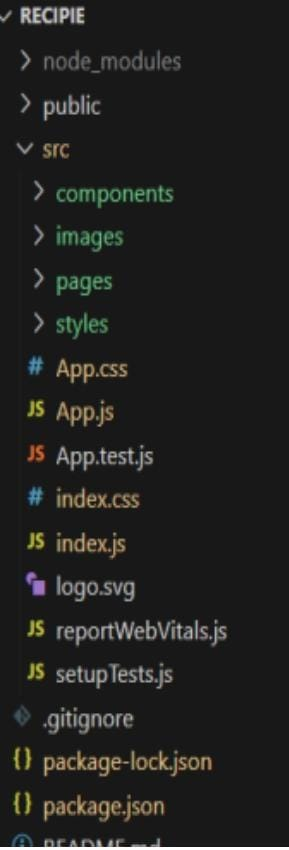 RECIPIE
node_modules
public
src
components
images
pages
styles
# App.css
JS App.js
JS App.test.js
# index.css
JS index.js
logo.svg
JS reportWebVitals.js
JS setupTests.js
.gitignore
{} package-lock.json
{} package.json
README.md